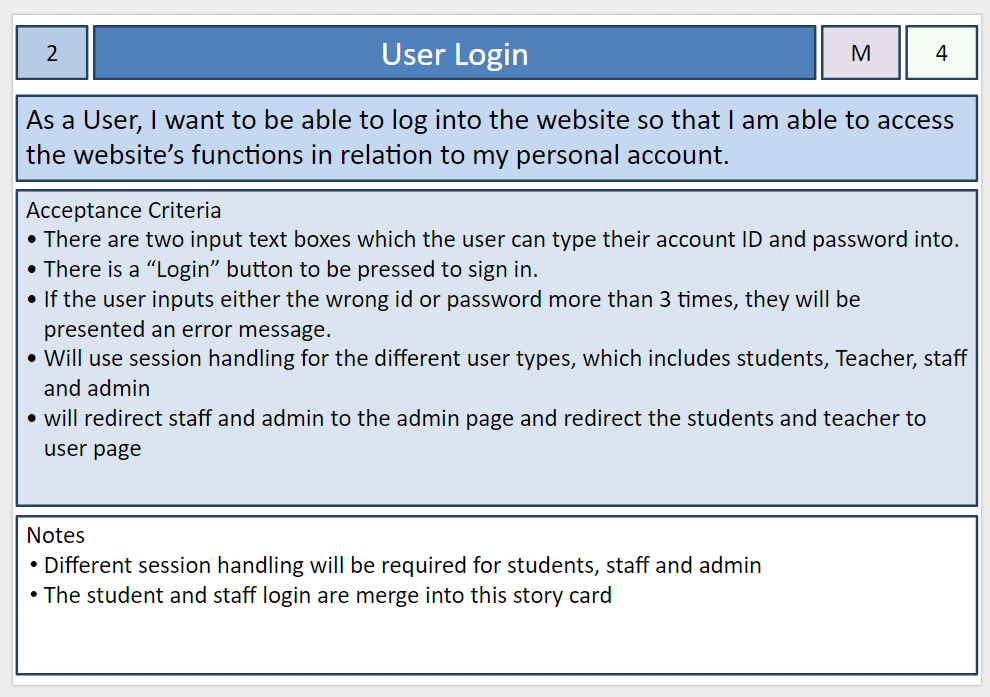 2
User Login
M
4
As a User, I want to be able to log into the website so that I am able to access
the website’s functions in relation to my personal account.
Acceptance Criteria
• There are two input text boxes which the user can type their account ID and password into.
• There is a “Login” button to be pressed to sign in.
• If the user inputs either the wrong id or password more than 3 times, they will be
presented an error message.
• Will use session handling for the different user types, which includes students, Teacher, staff
and admin
• will redirect staff and admin to the admin page and redirect the students and teacher to
user page
Notes
• Different session handling will be required for students, staff and admin
• The student and staff login are merge into this story card